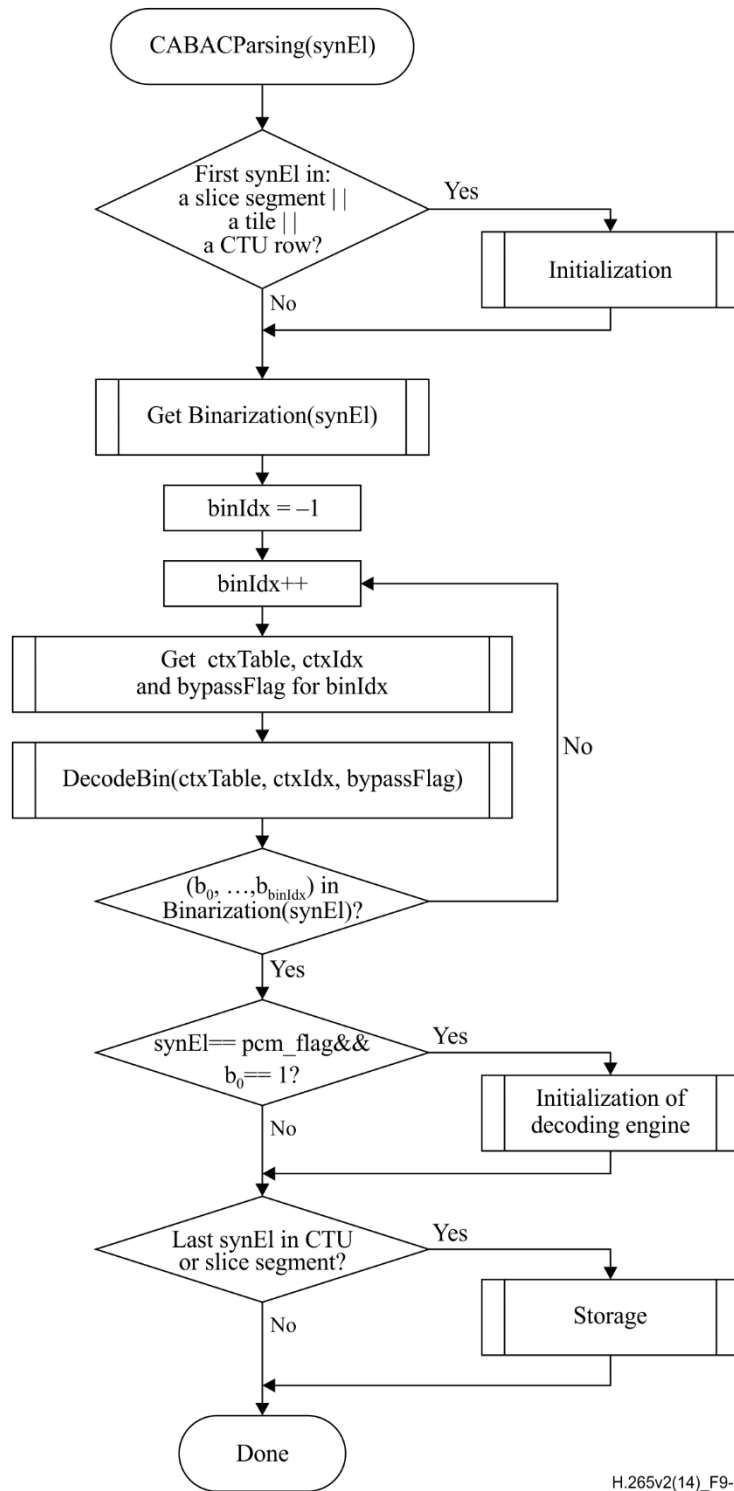 CABACParsing(synEl)
First synEl in:
a slice segment ||
a tile ||
a CTU row?
Yes
Initialization
No
Get Binarization(synEl)
binIdx = –1
binIdx++
Get ctxTable, ctxIdx
and bypassFlag for binIdx
No
DecodeBin(ctxTable, ctxIdx, bypassFlag)
(b0, …,bbinIdx) in
Binarization(synEl)?
Yes
synEl== pcm_flag&&
b0== 1?
Yes
Initialization of
decoding engine
No
Last synEl in CTU
or slice segment?
Yes
Storage
No
Done
H.265v2(14)_F9-